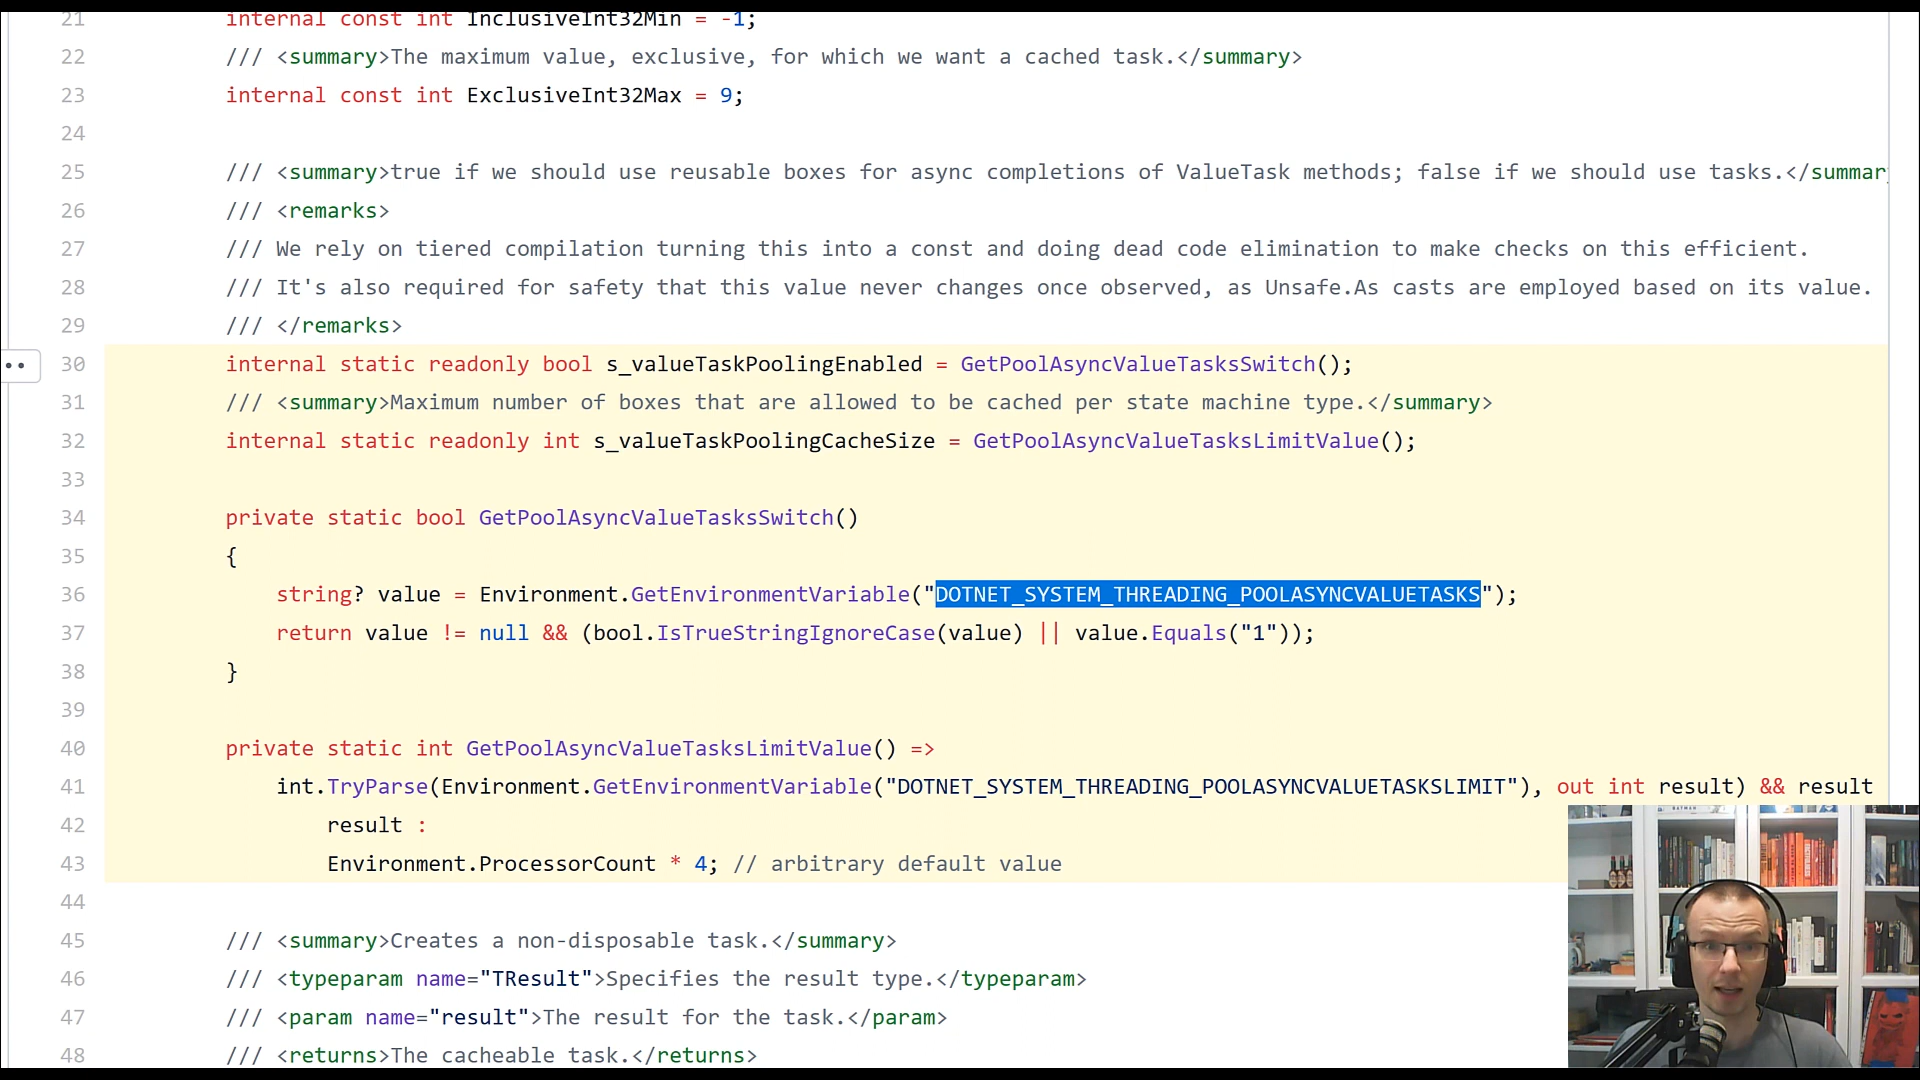 21 internal const int InclusiveInt32Min = -1;
22 /// <summary>The maximum value, exclusive, for which we want a cached task.</summary>
23 internal const int ExclusiveInt32Max = 9;
24
25 /// <summary>true if we should use reusable boxes for async completions of ValueTask methods; false if we should use tasks.</summar
26 /// <remarks>
27 /// We rely on tiered compilation turning this into a const and doing dead code elimination to make checks on this efficient.
28 /// It's also required for safety that this value never changes once observed, as Unsafe.As casts are employed based on its value.
29 /// </remarks>
30 internal static readonly bool s_valueTaskPoolingEnabled = GetPoolAsyncValueTasksSwitch();
31 /// <summary>Maximum number of boxes that are allowed to be cached per state machine type.</summary>
32 internal static readonly int s_valueTaskPoolingCacheSize = GetPoolAsyncValueTasksLimitValue();
33
34 private static bool GetPoolAsyncValueTasksSwitch()
35 {
36 string? value = Environment.GetEnvironmentVariable("DOTNET_SYSTEM_THREADING_POOLASYNCVALUETASKS");
37 return value != null && (bool.IsTrueStringIgnoreCase(value) || value.Equals("1"));
38 }
39
40 private static int GetPoolAsyncValueTasksLimitValue() =>
41 int.TryParse(Environment.GetEnvironmentVariable("DOTNET_SYSTEM_THREADING_POOLASYNCVALUETASKSLIMIT"), out int result) && result
42 result :
43 Environment.ProcessorCount * 4; // arbitrary default value
44
45 /// <summary>Creates a non-disposable task.</summary>
46 /// <typeparam name="TResult">Specifies the result type.</typeparam>
47 /// <param name="result">The result for the task.</param>
48 /// <returns>The cacheable task.</returns>